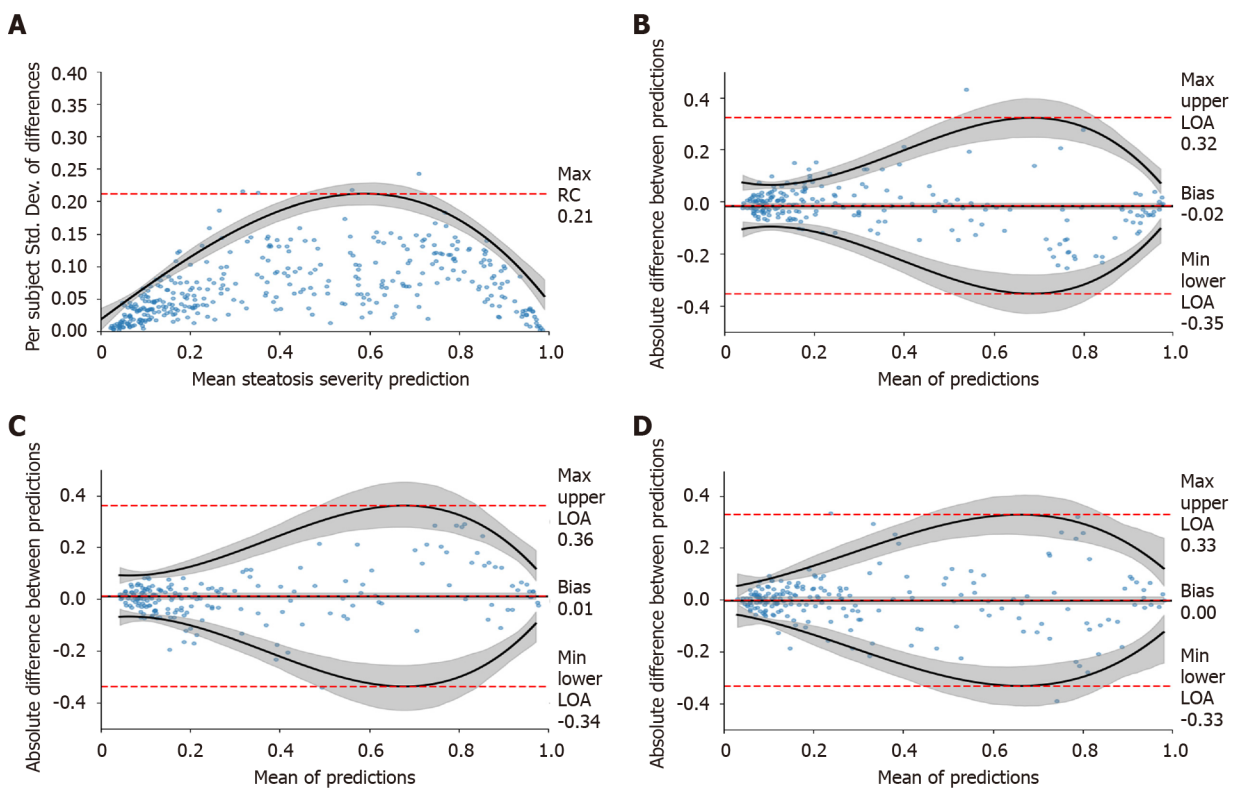 A
Per subject Std. Dev. of differences
0.40
0.35
0.30
0.25
0.20
0.15
0.10
0.05
0.00
0
0.2
0.4
0.6
0.8
1.0
Mean steatosis severity prediction
Max
RC
0.21
B
Absolute difference between predictions
0.4
0.2
0.0
-0.2
-0.4
0
0.2
0.4
0.6
0.8
1.0
Mean of predictions
Max
upper
LOA
0.32
Bias
-0.02
Min
lower
LOA
-0.35
C
Absolute difference between predictions
0.4
0.2
0.0
-0.2
-0.4
0
0.2
0.4
0.6
0.8
1.0
Mean of predictions
Max
upper
LOA
0.36
Bias
0.01
Min
lower
LOA
-0.34
D
Absolute difference between predictions
0.4
0.2
0.0
-0.2
-0.4
0
0.2
0.4
0.6
0.8
1.0
Mean of predictions
Max
upper
LOA
0.33
Bias
0.00
Min
lower
LOA
-0.33